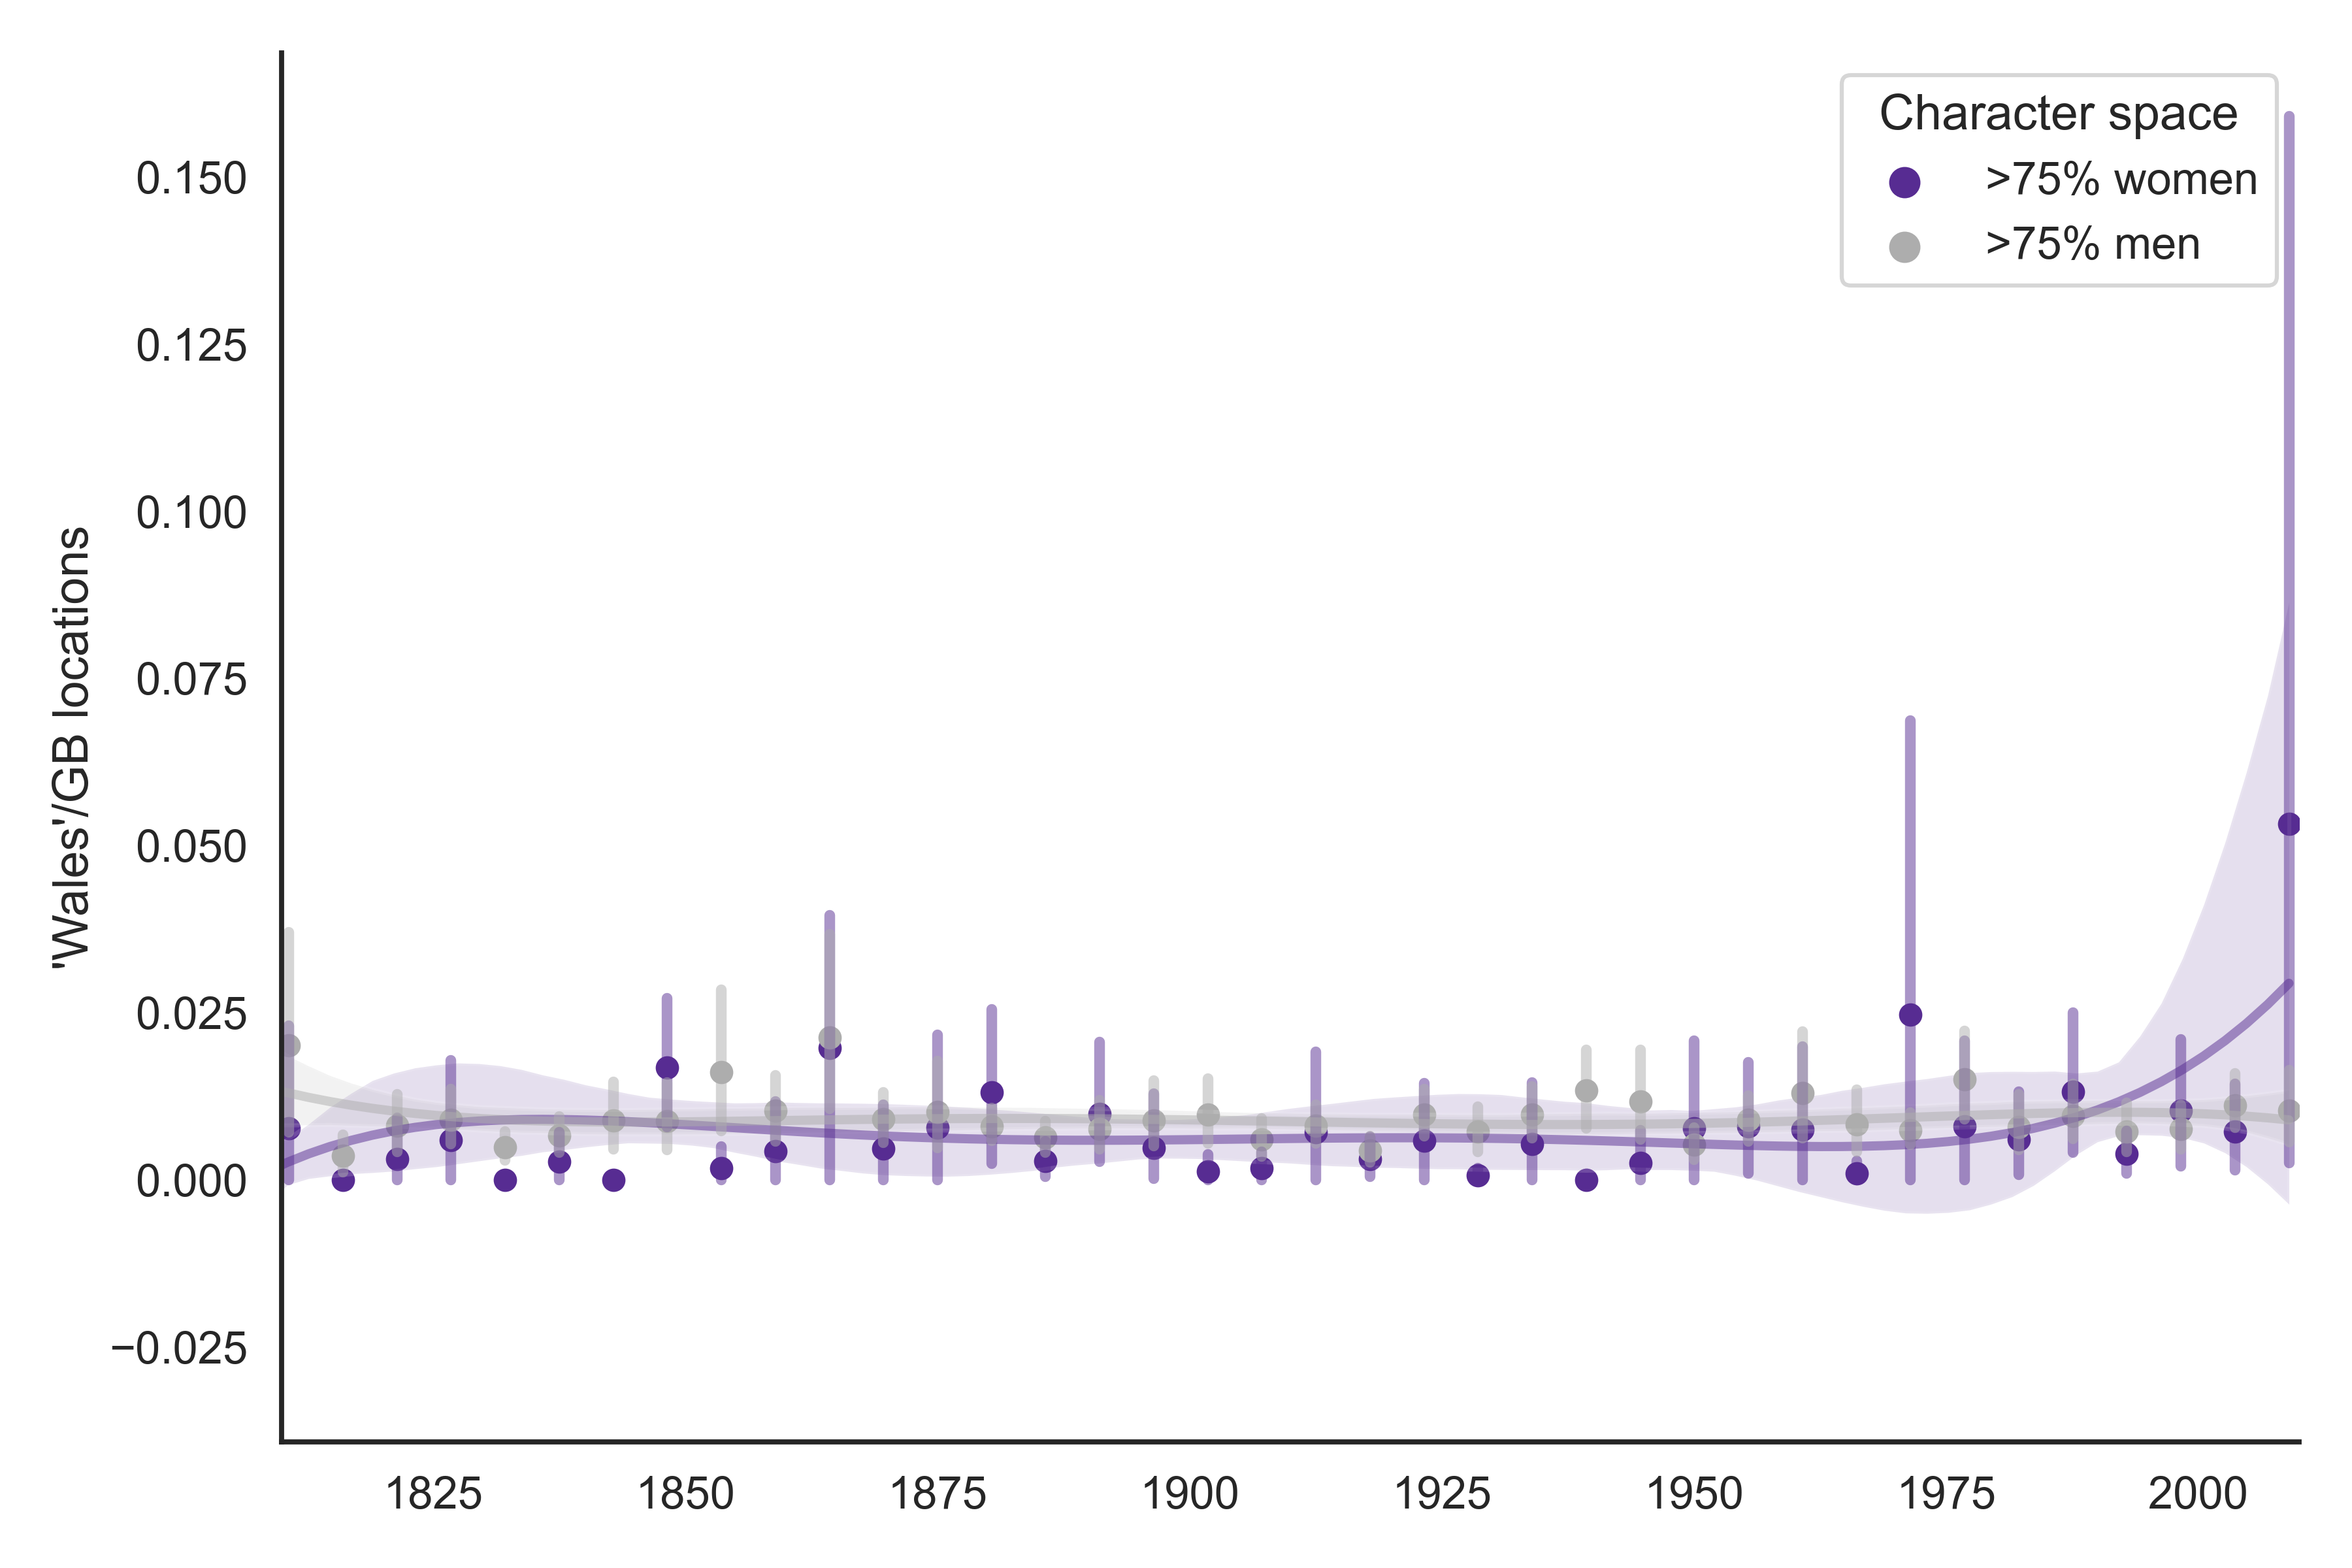 Character space
>75% women
>75% men
0.150
0.125
0.100
0.075
0.050
0.025
0.000
−0.025
'Wales'/GB locations
1825 1850 1875 1900 1925 1950 1975 2000